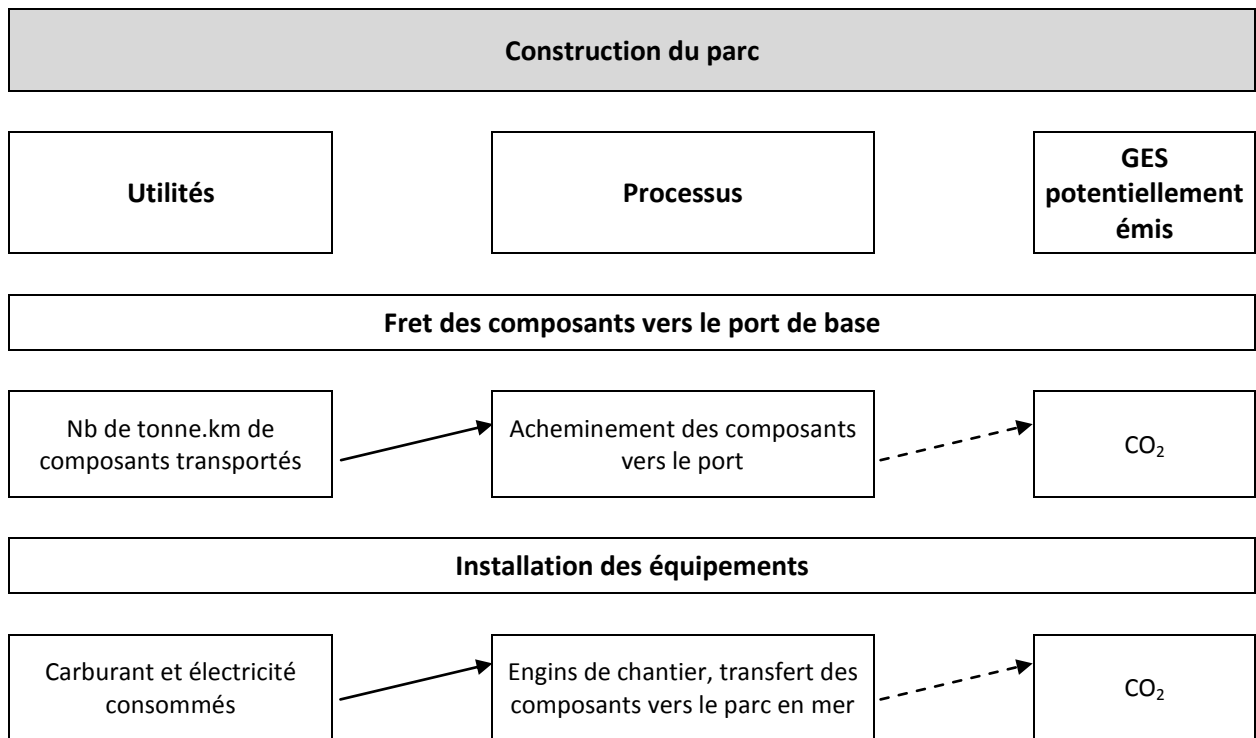 Construction du parc
Utilités
Processus
GES
potentiellement
émis
Fret des composants vers le port de base
Nb de tonne.km de
composants transportés
Acheminement des composants
vers le port
CO₂
Installation des équipements
Carburant et électricité
consommés
Engins de chantier, transfert des
composants vers le parc en mer
CO₂